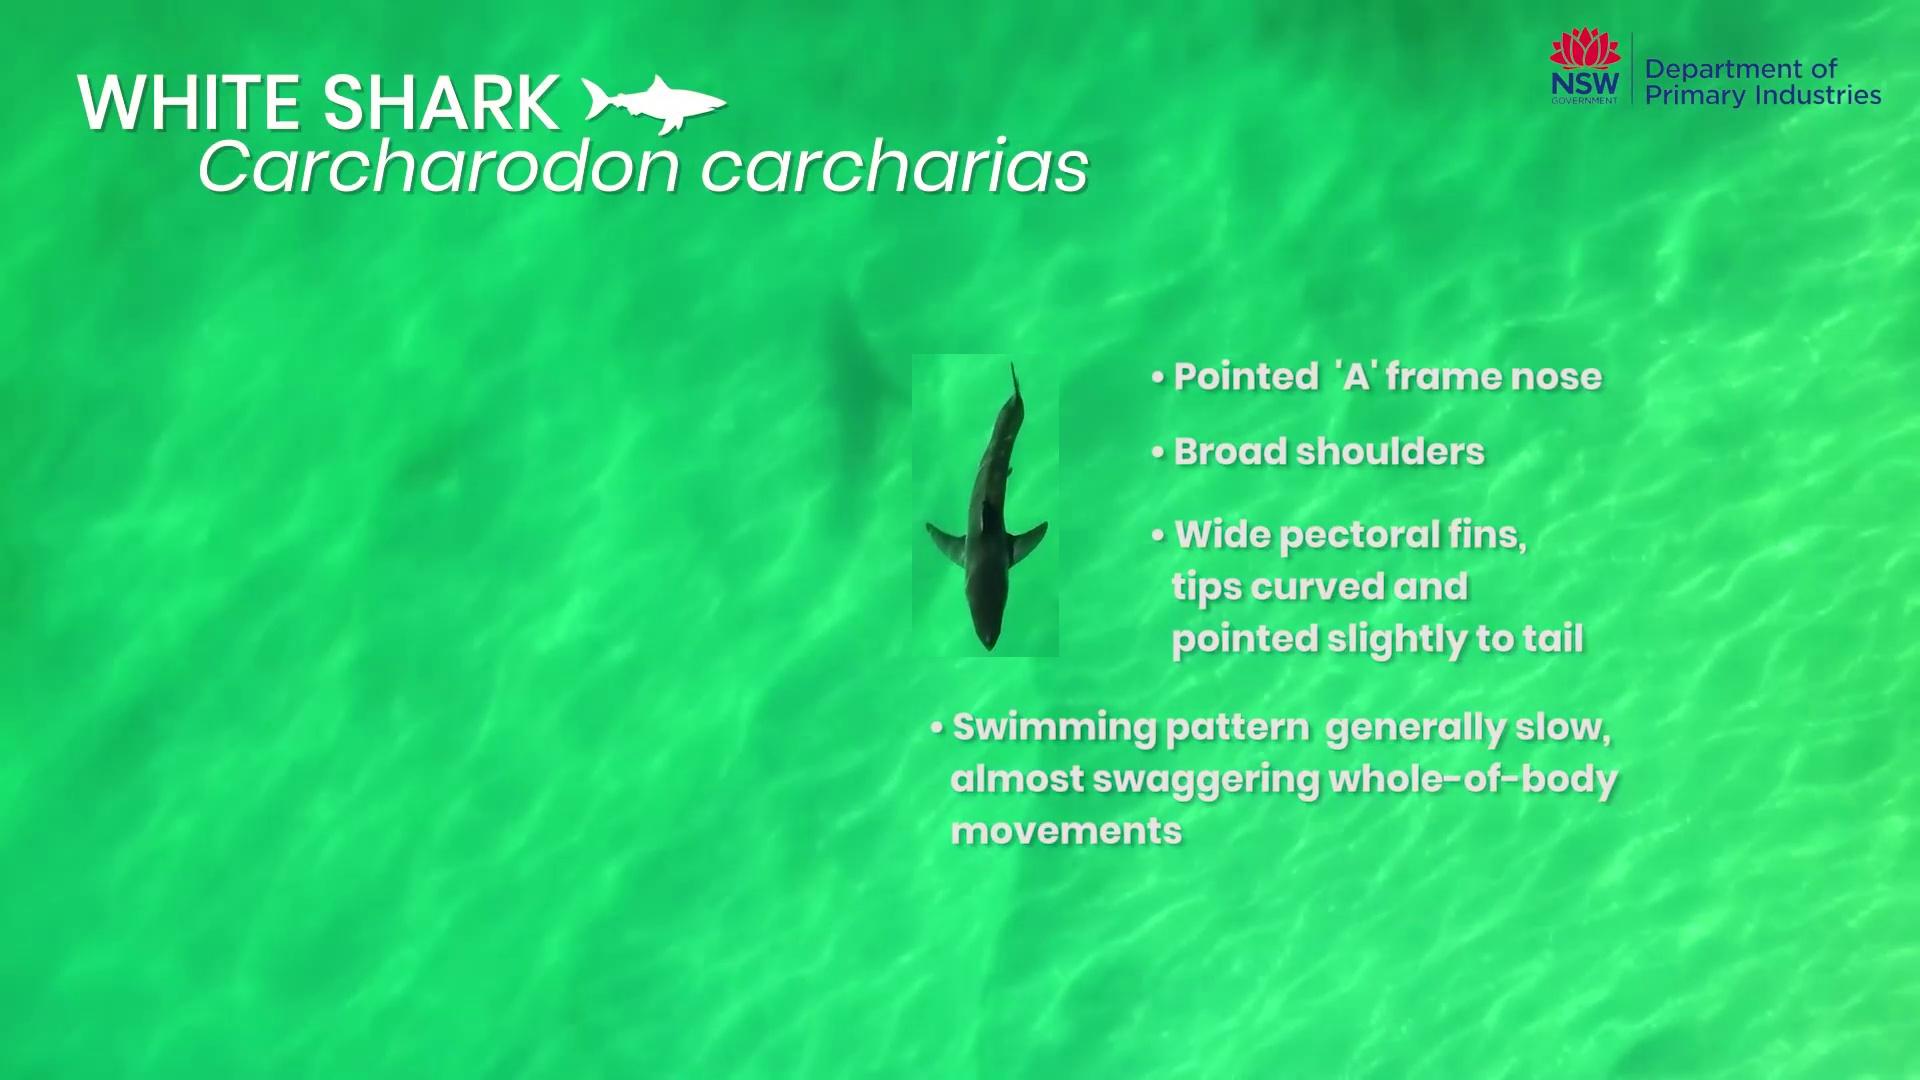 WHITE SHARK
Carcharodon carcharias
NSW
GOVERNMENT
Department of
Primary Industries
• Pointed 'A' frame nose
• Broad shoulders
• Wide pectoral fins,
tips curved and
pointed slightly to tail
• Swimming pattern generally slow,
almost swaggering whole-of-body
movements